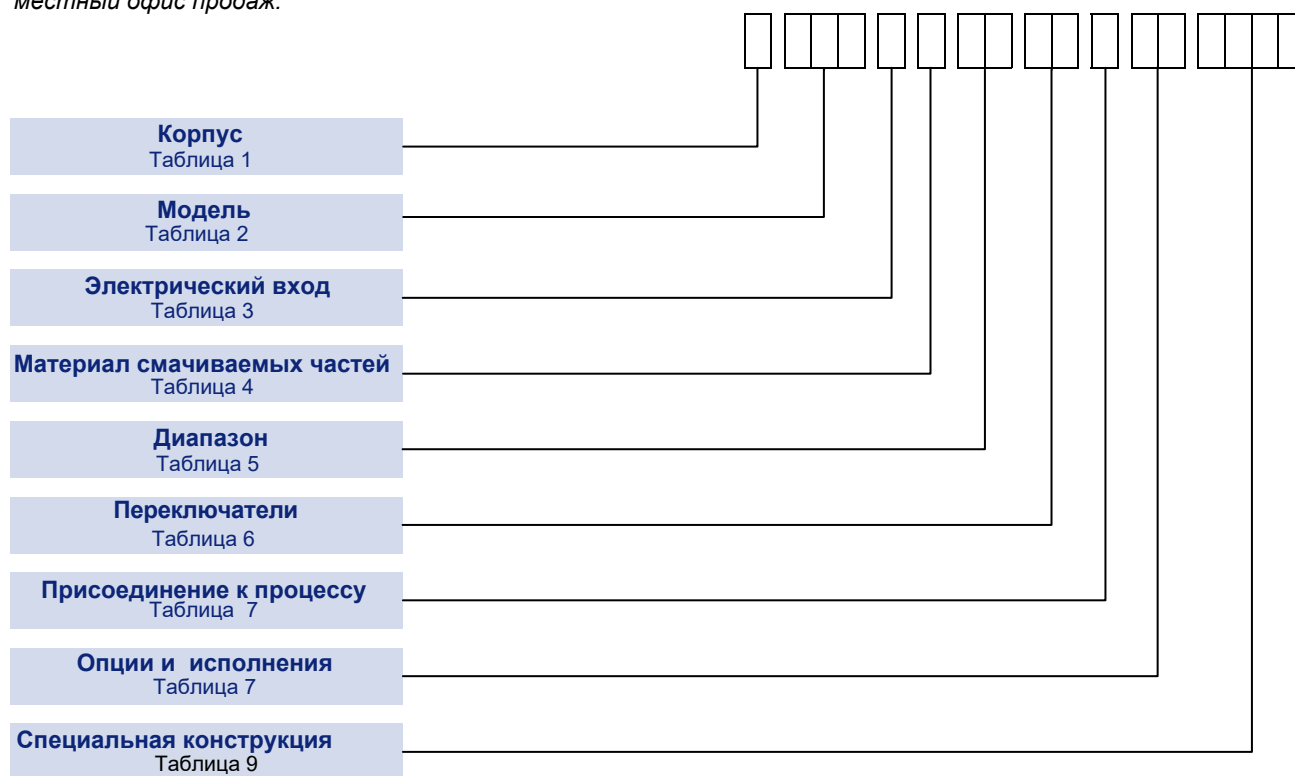 местный офис продаж.
Корпус
Таблица 1
Модель
Таблица 2
Электрический вход
Таблица 3
Материал смачиваемых частей
Таблица 4
Диапазон
Таблица 5
Переключатели
Таблица 6
Присоединение к процессу
Таблица 7
Опции и исполнения
Таблица 7
Специальная конструкция
Таблица 9